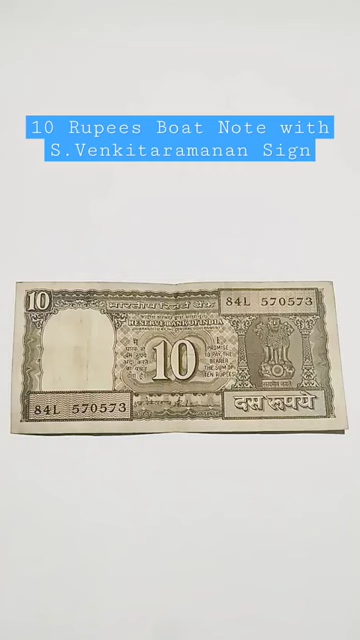 10 Rupees Boat Note with
S.Venkitaramanan Sign
10
भारतीय रिज़र्व बैंक
84L 570573
RESERVE BANK OF INDIA
I
PROMISE
TO PAY THE
BEARER
THE SUM OF
TEN RUPEES
10
84L 570573
दस रूपये